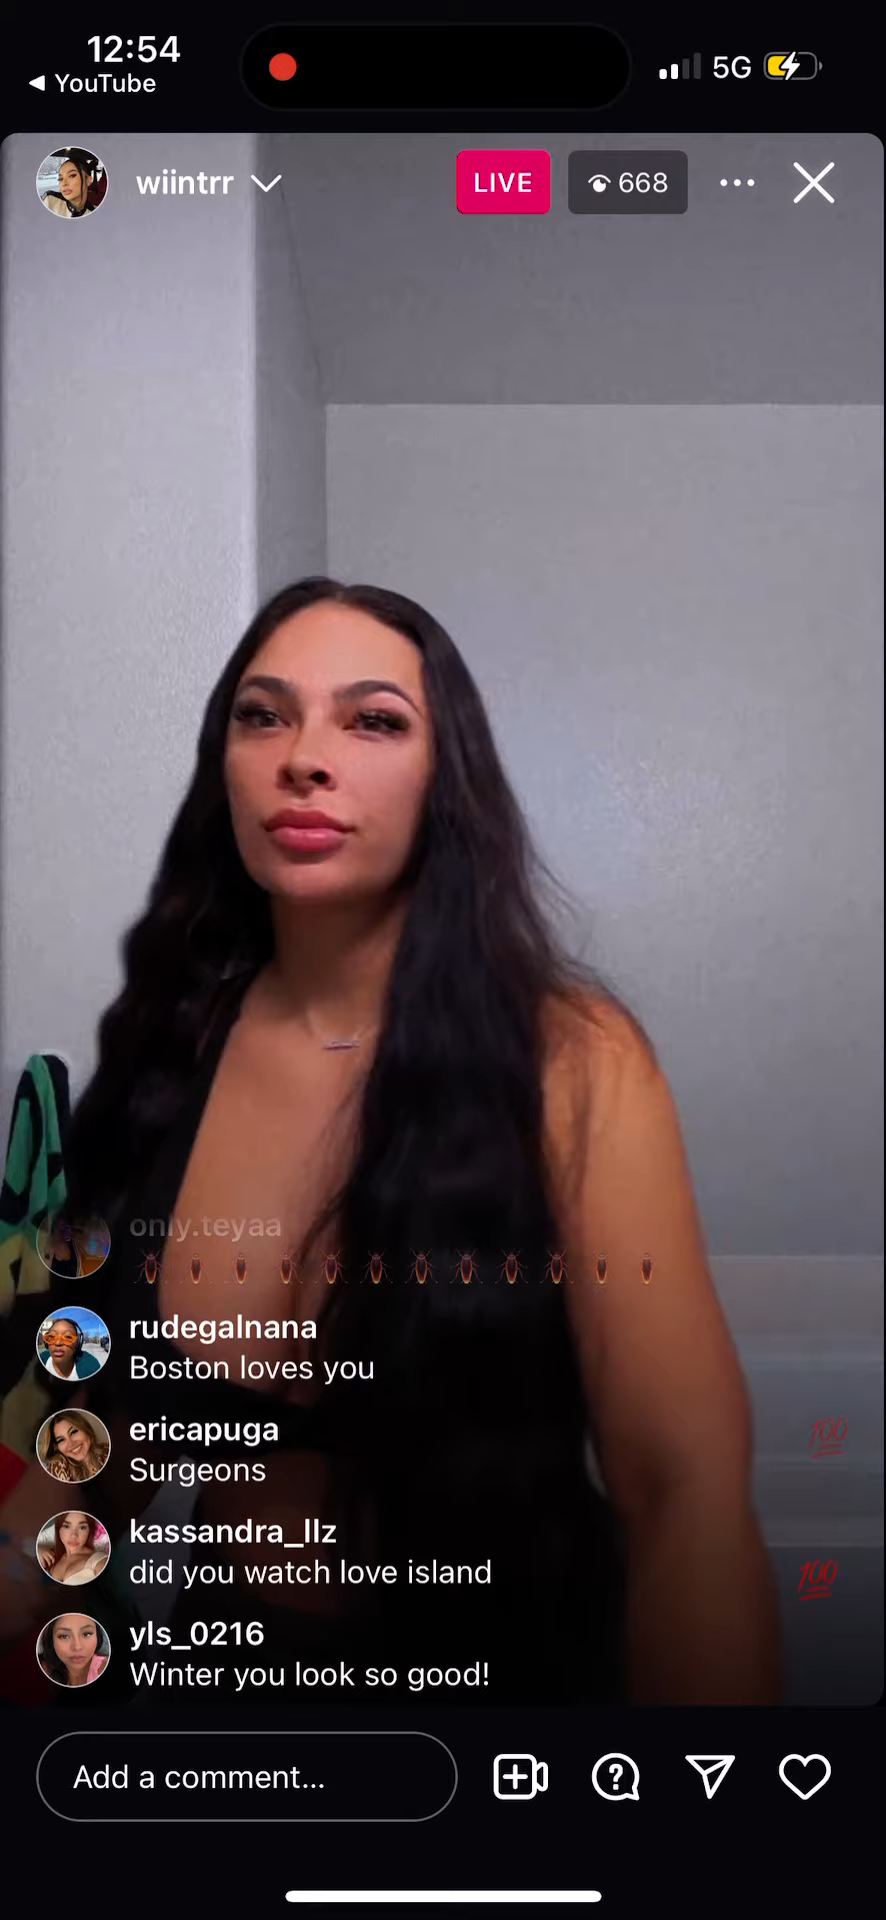 12:54
5G
YouTube
wiintrr
LIVE
668
only.teyaa
🪳🪳🪳🪳🪳🪳🪳🪳🪳🪳🪳🪳
rudegalnana
Boston loves you
ericapuga
Surgeons
kassandra_llz
did you watch love island
yls_0216
Winter you look so good!
💯
💯
Add a comment...